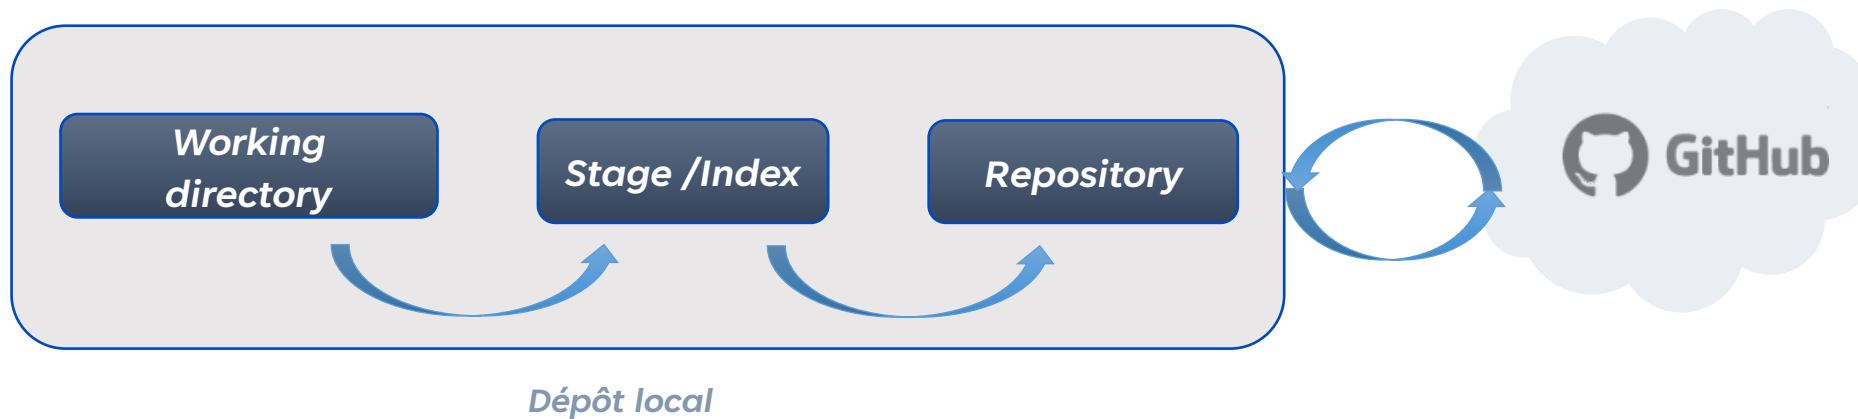 Working
directory
Stage /Index
Repository
GitHub
Dépôt local